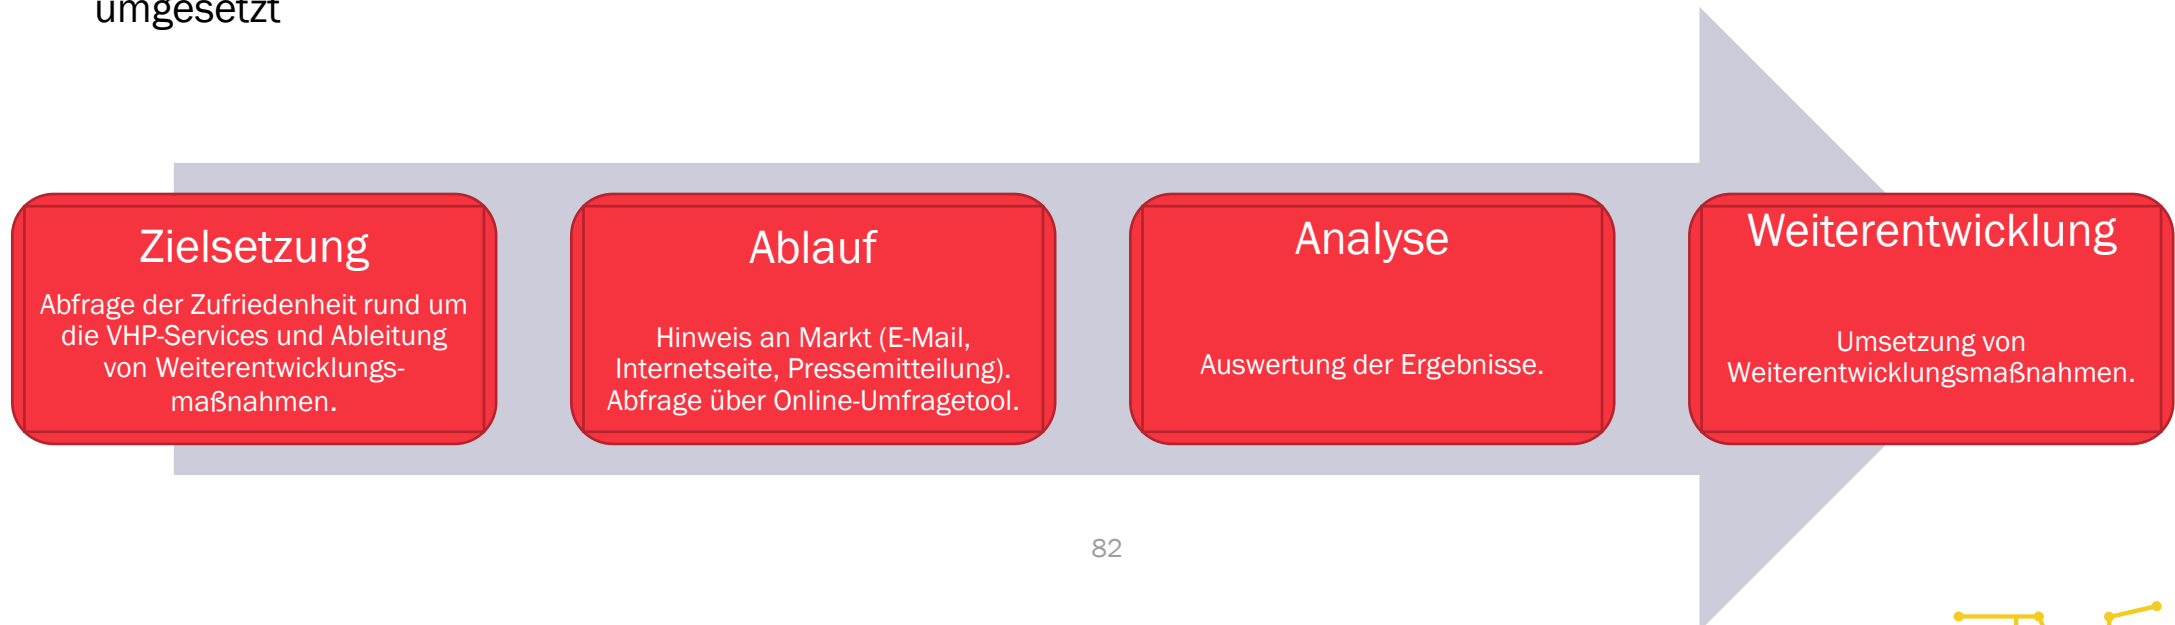 umgesetzt
Zielsetzung
Abfrage der Zufriedenheit rund um
die VHP-Services und Ableitung
von Weiterentwicklungs-
maßnahmen.
Ablauf
Hinweis an Markt (E-Mail,
Internetseite, Pressemitteilung).
Abfrage über Online-Umfragetool.
Analyse
Auswertung der Ergebnisse.
Weiterentwicklung
Umsetzung von
Weiterentwicklungsmaßnahmen.
82